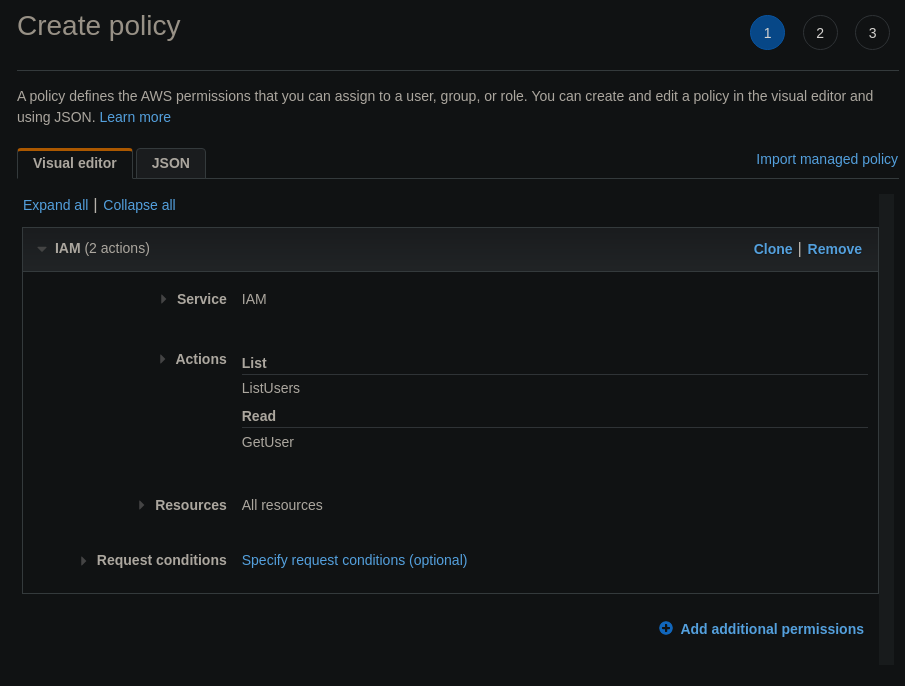 Create policy
1 2 3
A policy defines the AWS permissions that you can assign to a user, group, or role. You can create and edit a policy in the visual editor and
using JSON. Learn more
Visual editor JSON Import managed policy
Expand all | Collapse all
IAM (2 actions) Clone | Remove
Service IAM
Actions List
ListUsers
Read
GetUser
Resources All resources
Request conditions Specify request conditions (optional)
Add additional permissions